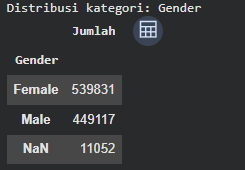 Distribusi kategori: Gender
Jumlah
Gender
Female 539831
Male 449117
NaN 11052